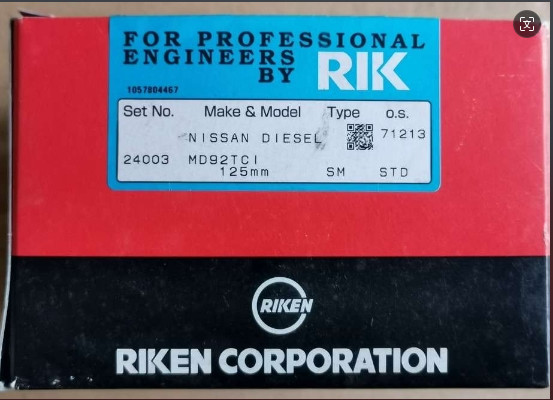 FOR PROFESSIONAL
ENGINEERS
BY RIK
1057804467
Set No. Make & Model Type o.s.
NISSAN DIESEL 71213
24003 MD92TCI
125mm SM STD
RIKEN
RIKEN CORPORATION